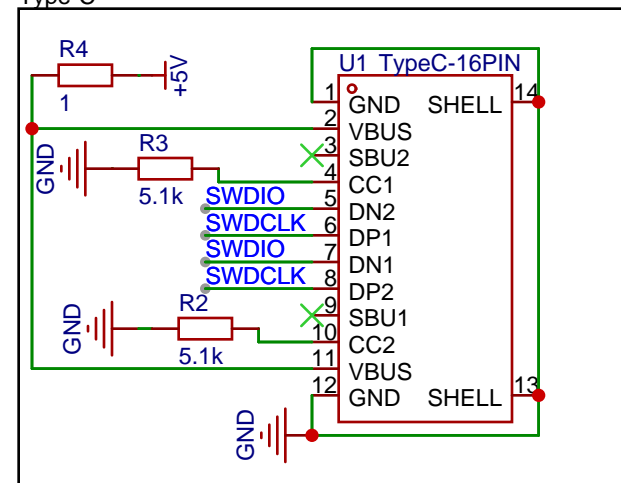 Type-C
R4
1
+5V
U1 TypeC-16PIN
1 GND SHELL 14
2 VBUS
3 SBU2
R3
5.1k
GND
4 CC1
SWDIO 5 DN2
SWDCLK 6 DP1
SWDIO 7 DN1
SWDCLK 8 DP2
9 SBU1
R2
5.1k
GND
10 CC2
11 VBUS
12 GND SHELL 13
GND